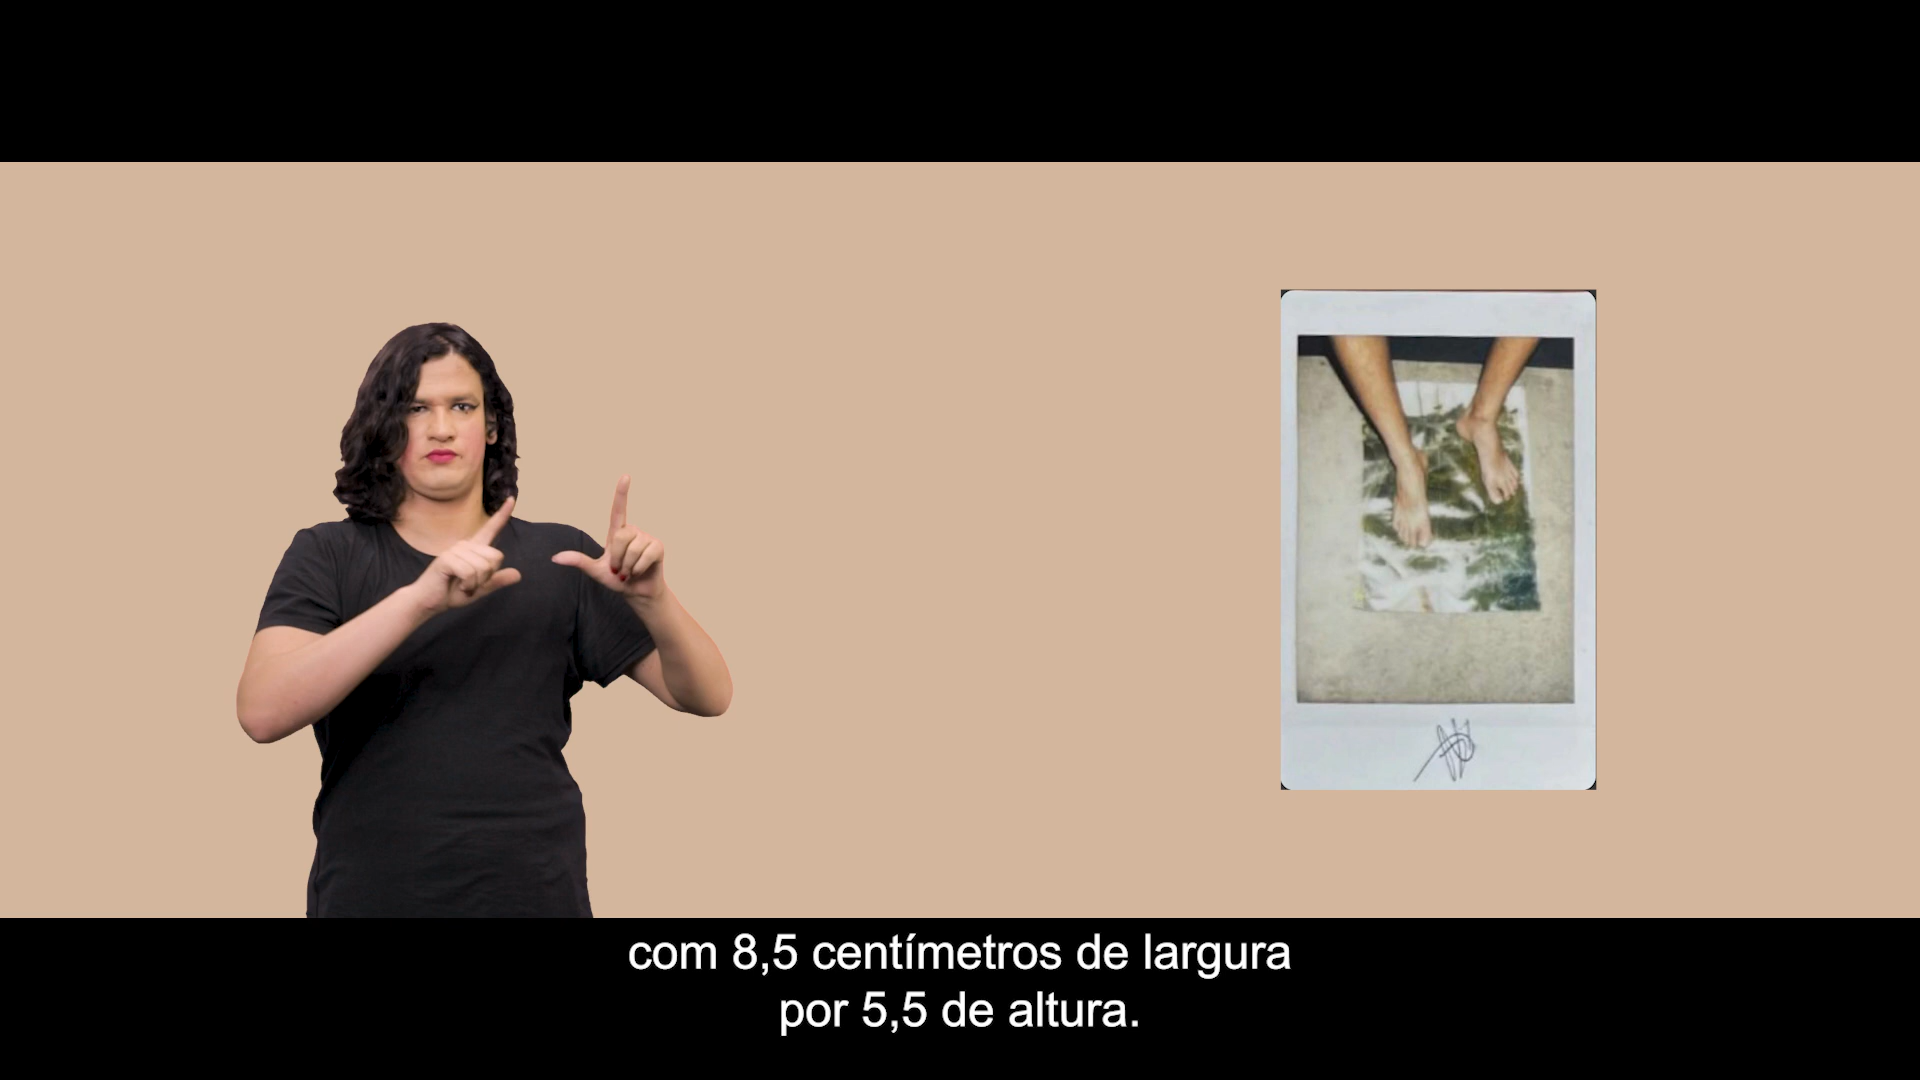 com 8,5 centímetros de largura
por 5,5 de altura.